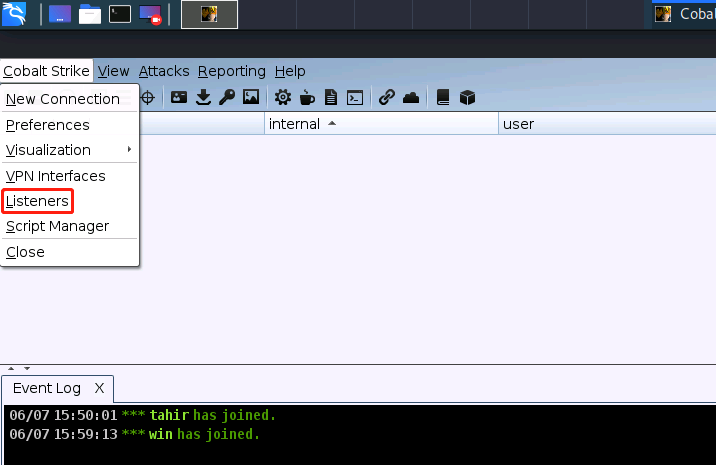 Cobal
Cobalt Strike View Attacks Reporting Help
New Connection
Preferences
Visualization
VPN Interfaces
Listeners
Script Manager
Close
internal user
Event Log X
06/07 15:50:01 *** tahir has joined.
06/07 15:59:13 *** win has joined.